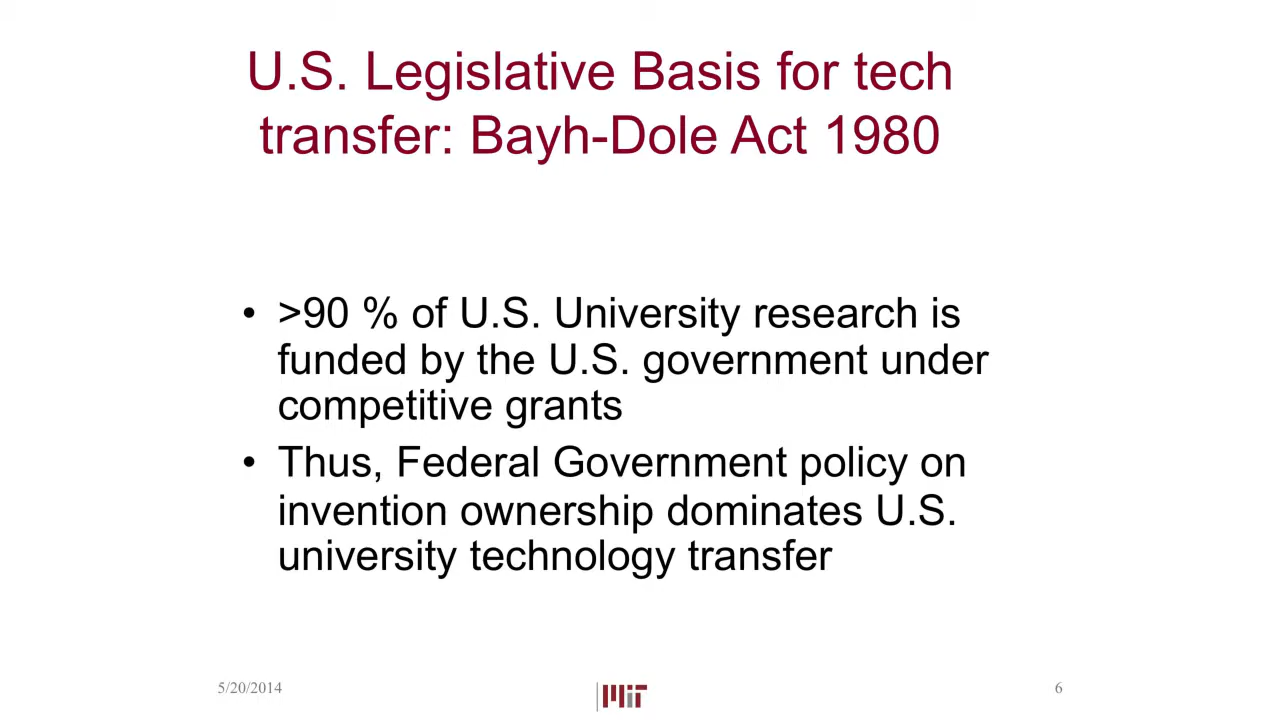 U.S. Legislative Basis for tech
transfer: Bayh-Dole Act 1980
• >90 % of U.S. University research is
funded by the U.S. government under
competitive grants
• Thus, Federal Government policy on
invention ownership dominates U.S.
university technology transfer
5/20/2014
MIT
6